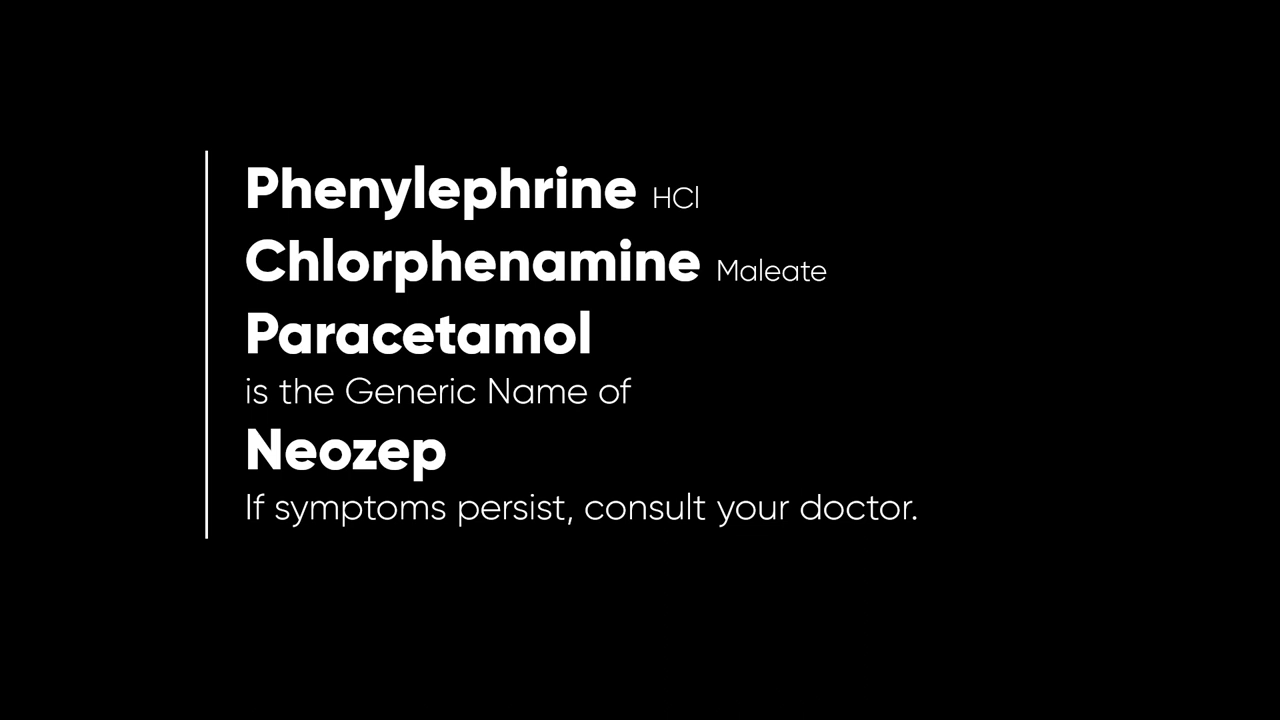 Phenylephrine HCl
Chlorphenamine Maleate
Paracetamol
is the Generic Name of
Neozep
If symptoms persist, consult your doctor.